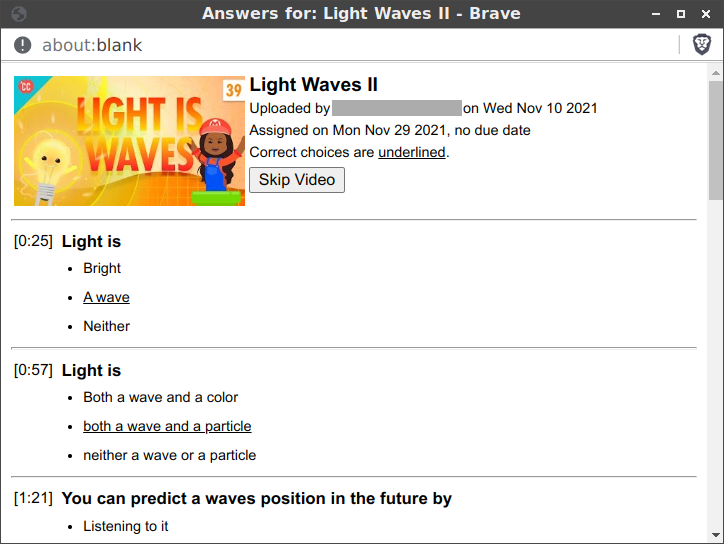 Answers for: Light Waves II - Brave
about:blank
CC
39
LIGHT IS
WAVES
M
Light Waves II
Uploaded by on Wed Nov 10 2021
Assigned on Mon Nov 29 2021, no due date
Correct choices are underlined.
Skip Video
[0:25] Light is
• Bright
• A wave
• Neither
[0:57] Light is
• Both a wave and a color
• both a wave and a particle
• neither a wave or a particle
[1:21] You can predict a waves position in the future by
• Listening to it